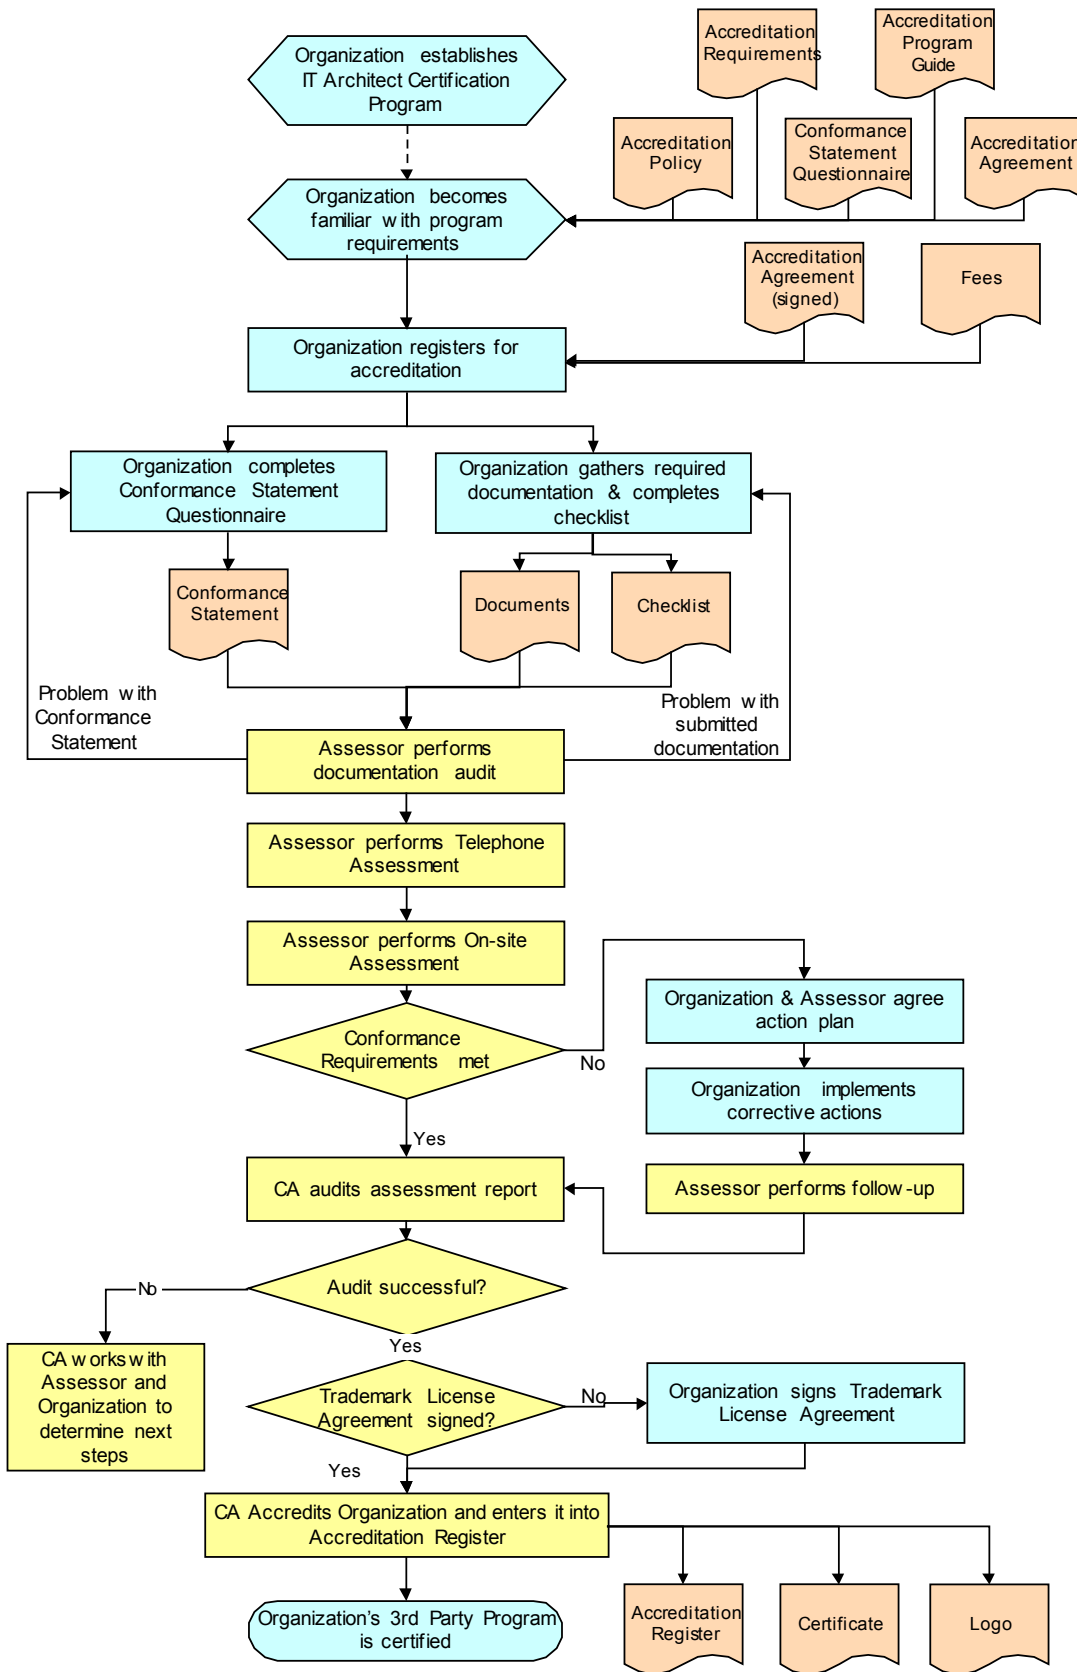 Organization establishes
IT Architect Certification
Program
Accreditation
Requirements
Accreditation
Program
Guide
Accreditation
Policy
Conformance
Statement
Questionnaire
Accreditation
Agreement
Organization becomes
familiar with program
requirements
Accreditation
Agreement
(signed)
Fees
Organization registers for
accreditation
Organization completes
Conformance Statement
Questionnaire
Organization gathers required
documentation & completes
checklist
Conformance
Statement
Documents
Checklist
Problem with
Conformance
Statement
Problem with
submitted
documentation
Assessor performs
documentation audit
Assessor performs Telephone
Assessment
Assessor performs On-site
Assessment
Conformance
Requirements met
No
Organization & Assessor agree
action plan
Organization implements
corrective actions
Yes
CA audits assessment report
Assessor performs follow-up
Audit successful?
No
Yes
CA works with
Assessor and
Organization to
determine next
steps
Trademark License
Agreement signed?
No
Organization signs Trademark
License Agreement
Yes
CA Accredits Organization and enters it into
Accreditation Register
Organization's 3rd Party Program
is certified
Accreditation
Register
Certificate
Logo